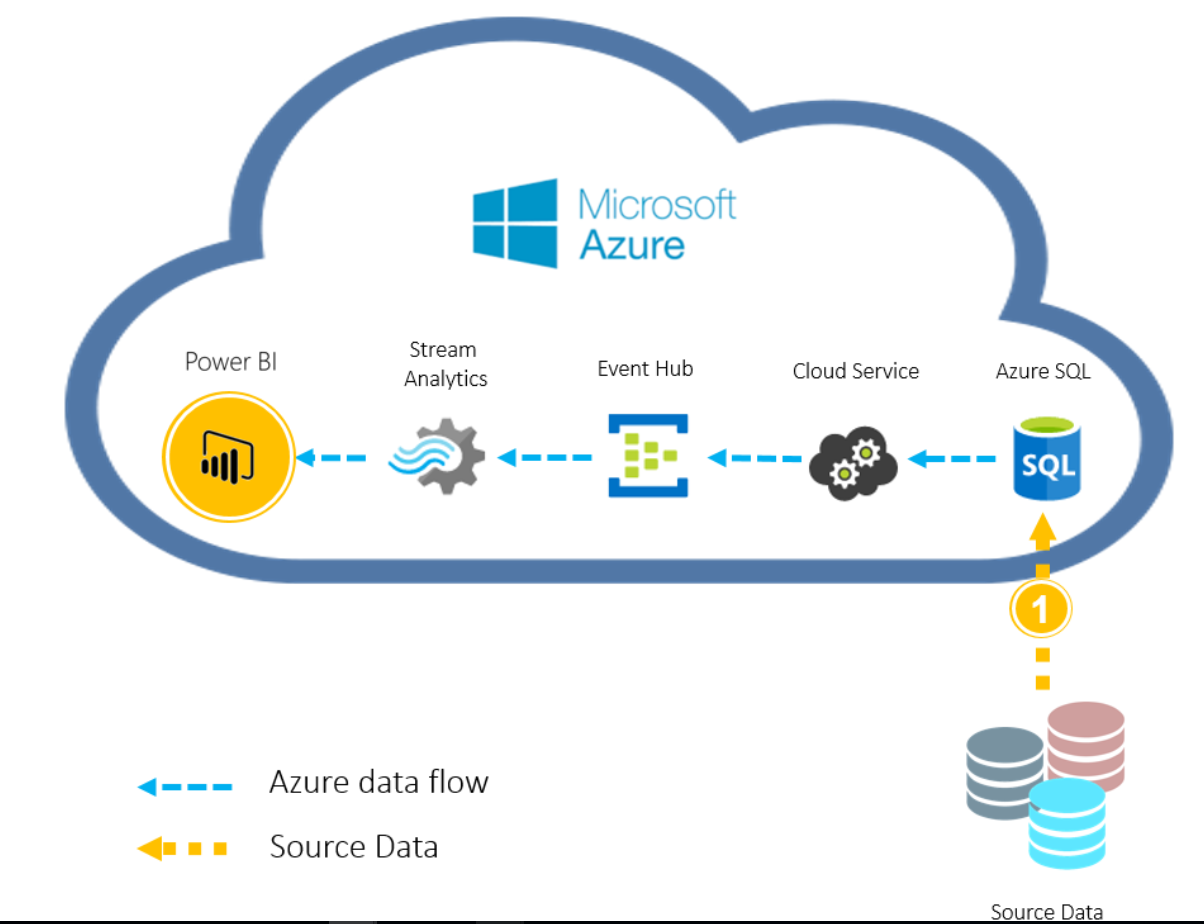 Microsoft
Azure
Power BI
Stream
Analytics
Event Hub
Cloud Service
Azure SQL
SQL
1
Azure data flow
Source Data
Source Data